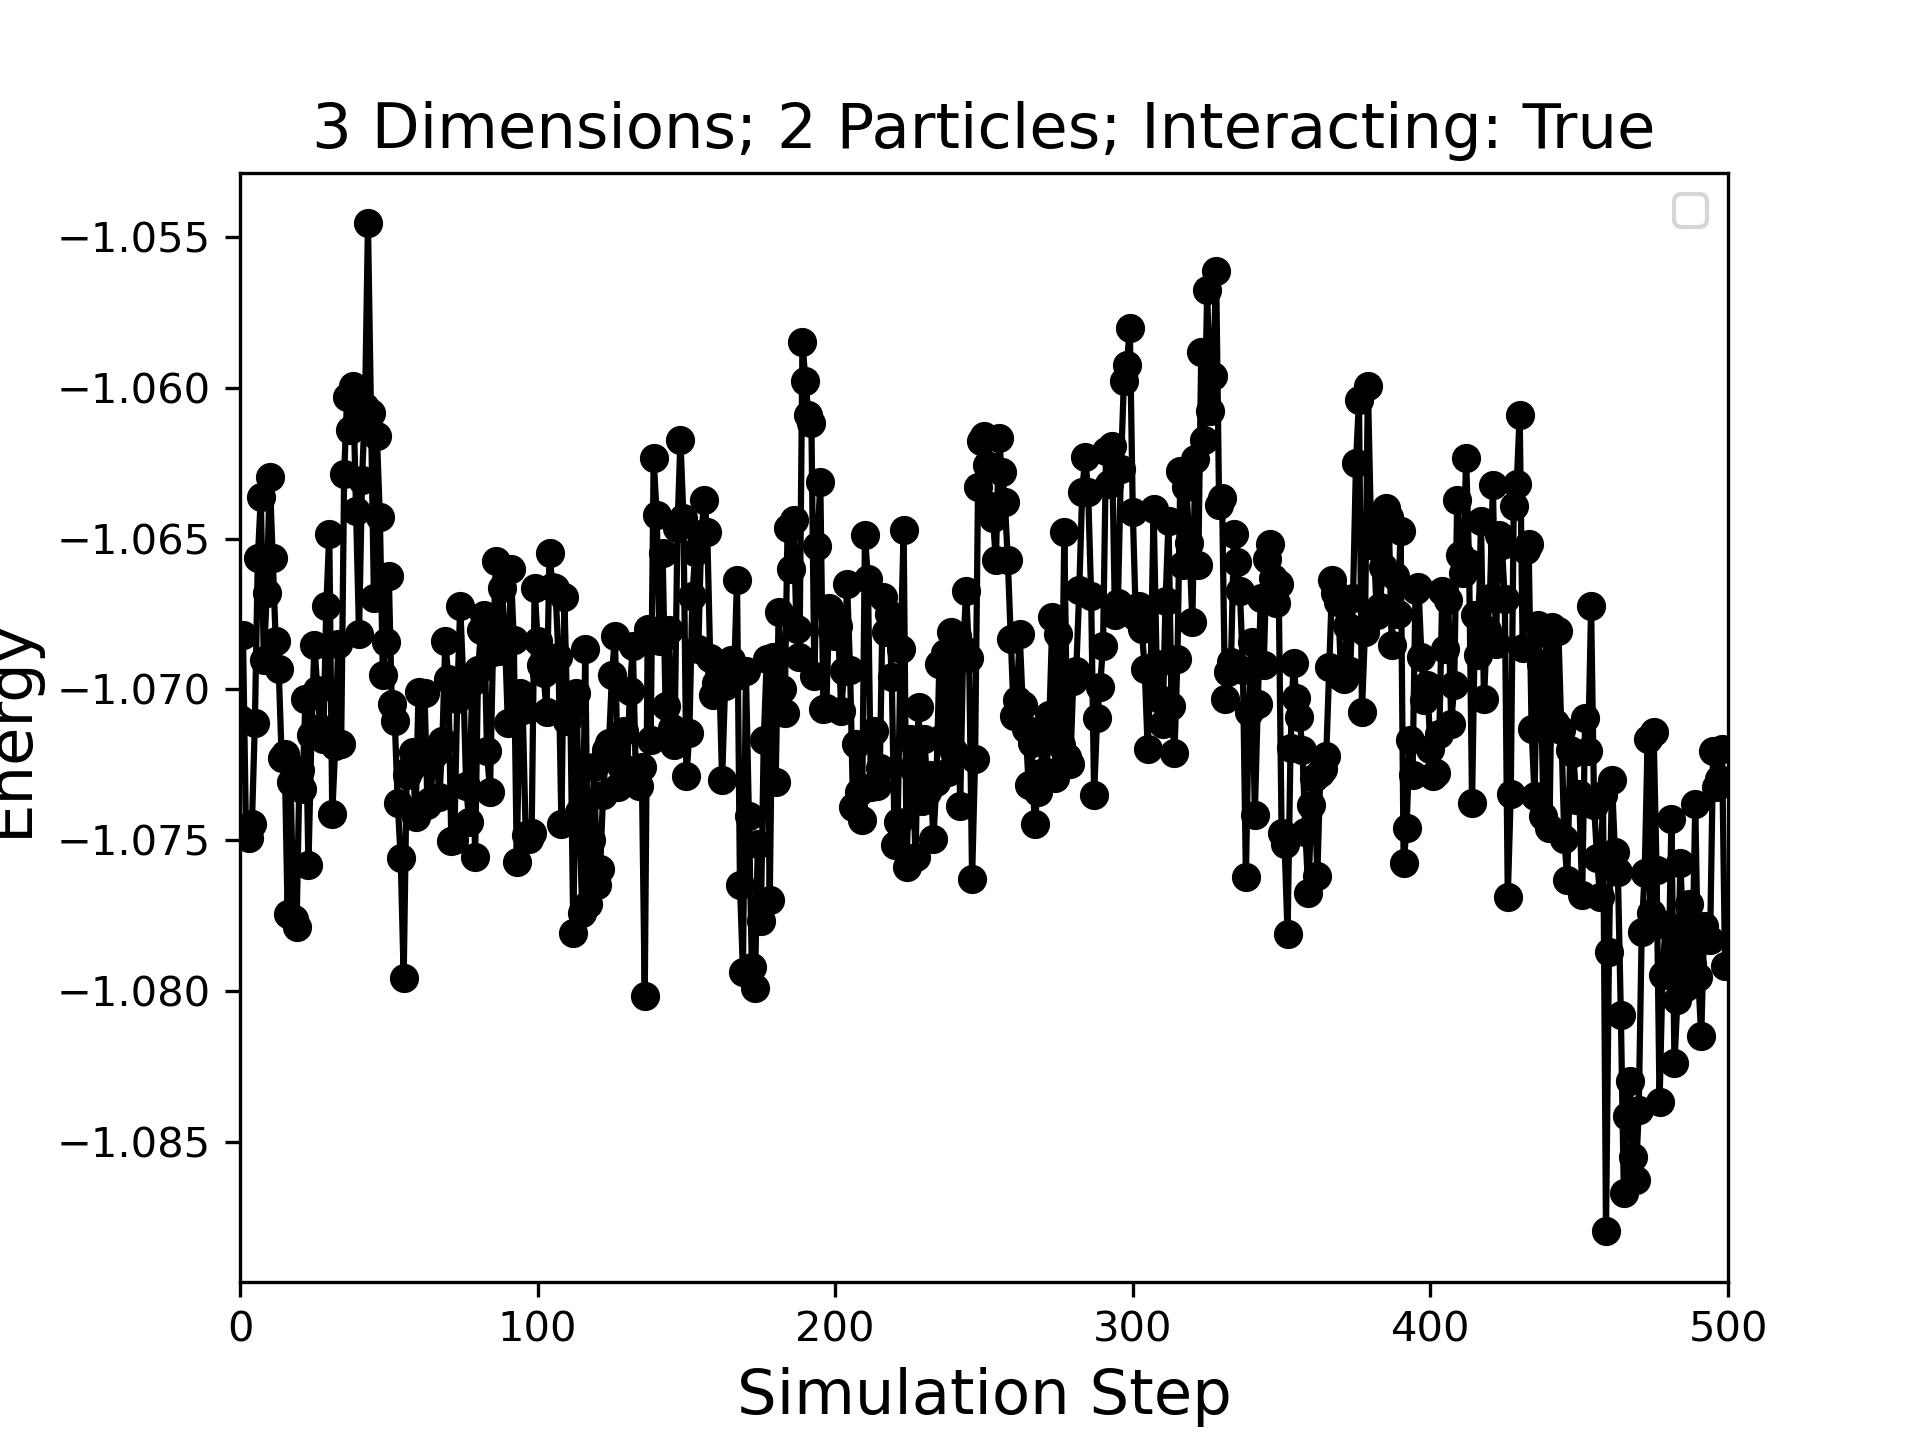 3 Dimensions; 2 Particles; Interacting: True
−1.055
−1.060
−1.065
−1.070
−1.075
−1.080
−1.085
Energy
0 100 200 300 400 500
Simulation Step